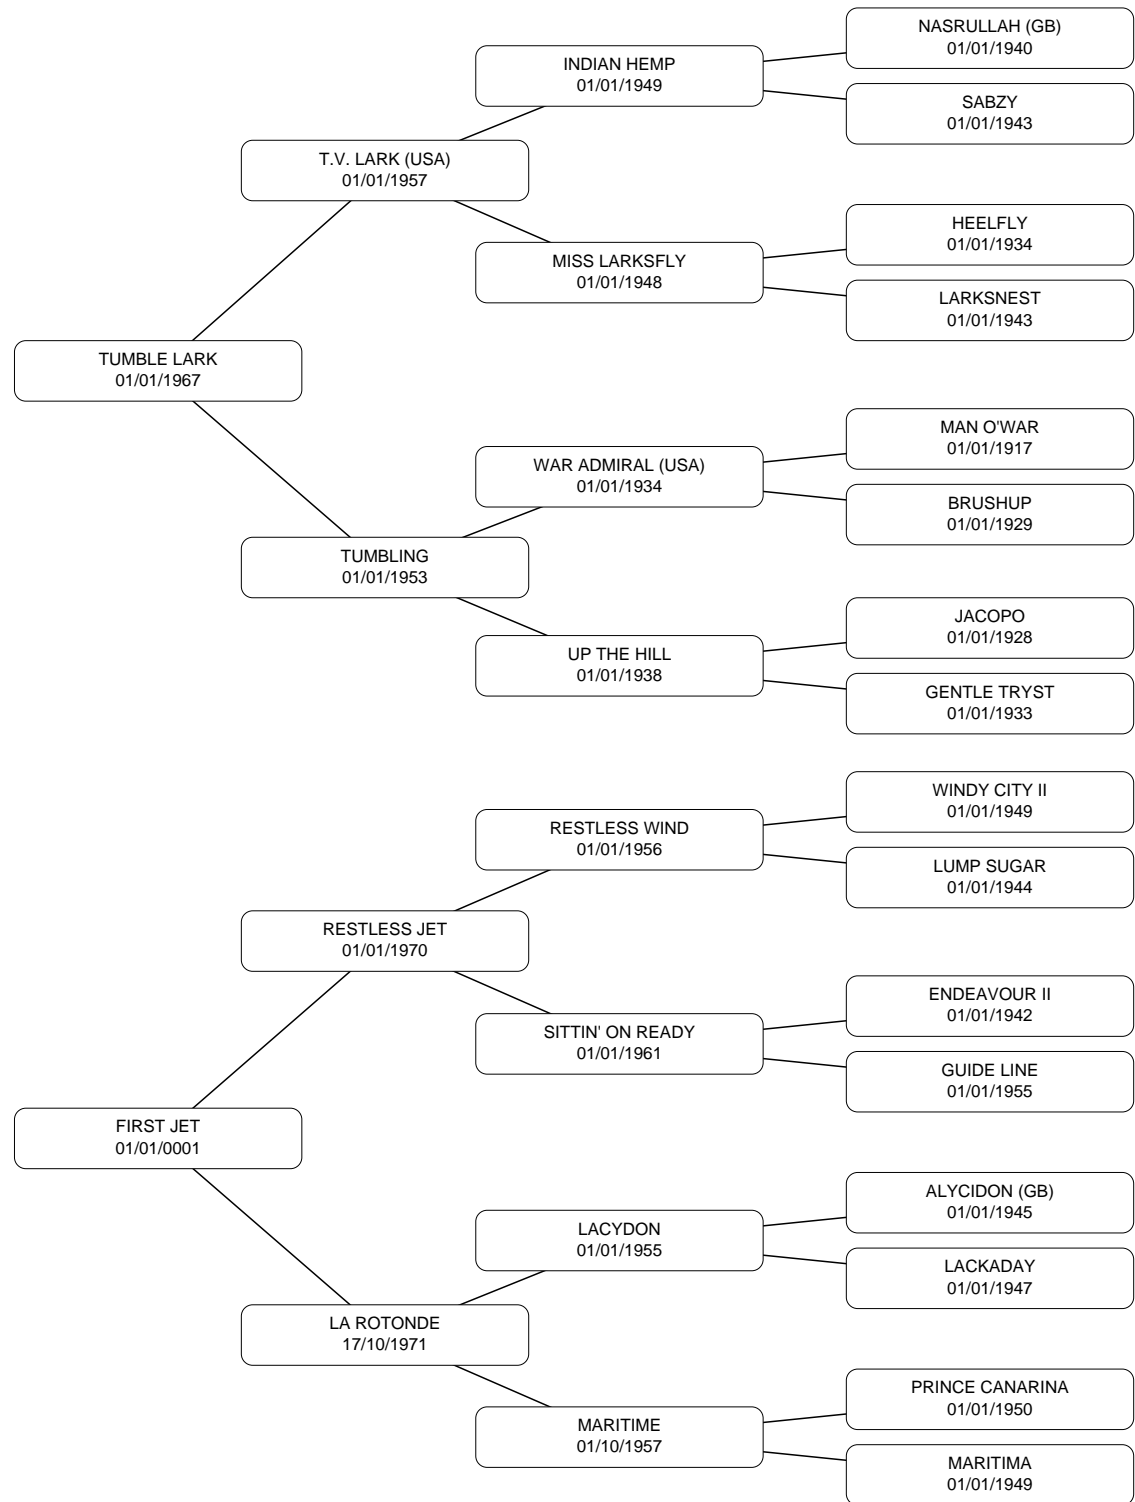 NASRULLAH (GB)
01/01/1940
INDIAN HEMP
01/01/1949
SABZY
01/01/1943
T.V. LARK (USA)
01/01/1957
HEELFLY
01/01/1934
MISS LARKSFLY
01/01/1948
LARKSNEST
01/01/1943
TUMBLE LARK
01/01/1967
MAN O'WAR
01/01/1917
WAR ADMIRAL (USA)
01/01/1934
BRUSHUP
01/01/1929
TUMBLING
01/01/1953
JACOPO
01/01/1928
UP THE HILL
01/01/1938
GENTLE TRYST
01/01/1933
WINDY CITY II
01/01/1949
RESTLESS WIND
01/01/1956
LUMP SUGAR
01/01/1944
RESTLESS JET
01/01/1970
ENDEAVOUR II
01/01/1942
SITTIN' ON READY
01/01/1961
GUIDE LINE
01/01/1955
FIRST JET
01/01/0001
ALYCIDON (GB)
01/01/1945
LACYDON
01/01/1955
LACKADAY
01/01/1947
LA ROTONDE
17/10/1971
PRINCE CANARINA
01/01/1950
MARITIME
01/10/1957
MARITIMA
01/01/1949